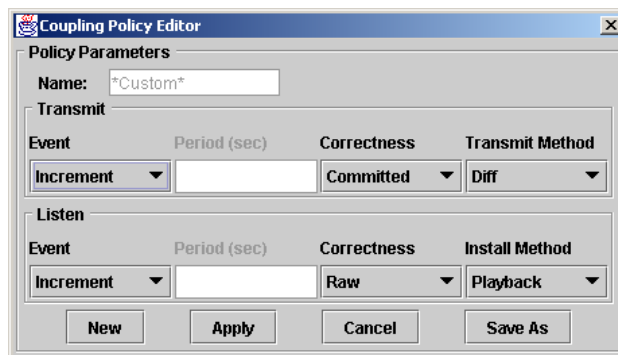 Coupling Policy Editor
Policy Parameters
Name: *Custom*
Transmit
Event Period (sec) Correctness Transmit Method
Increment Committed Diff
Listen
Event Period (sec) Correctness Install Method
Increment Raw Playback
New Apply Cancel Save As